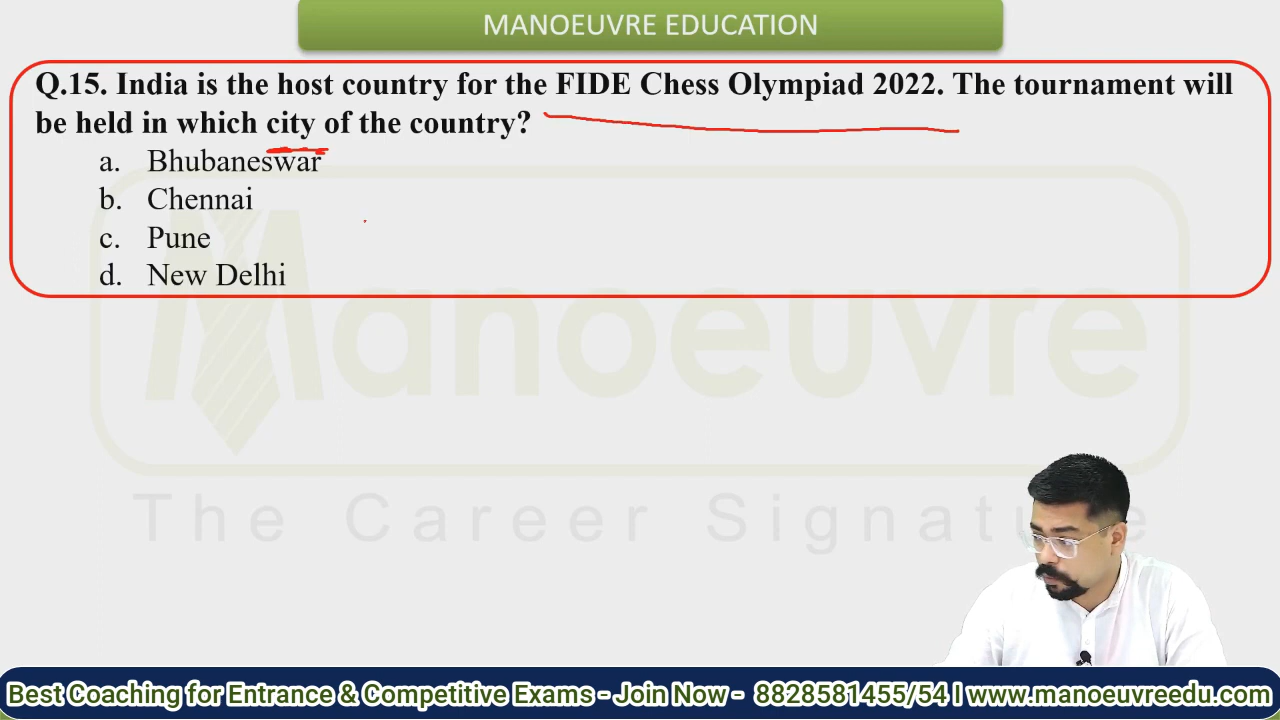 MANOEUVRE EDUCATION
Q.15. India is the host country for the FIDE Chess Olympiad 2022. The tournament will
be held in which city of the country?
a. Bhubaneswar
b. Chennai
c. Pune
d. New Delhi
Manoeuvre
The Career Signature
Best Coaching for Entrance & Competitive Exams - Join Now - 8828581455/54 I www.manoeuvreedu.com